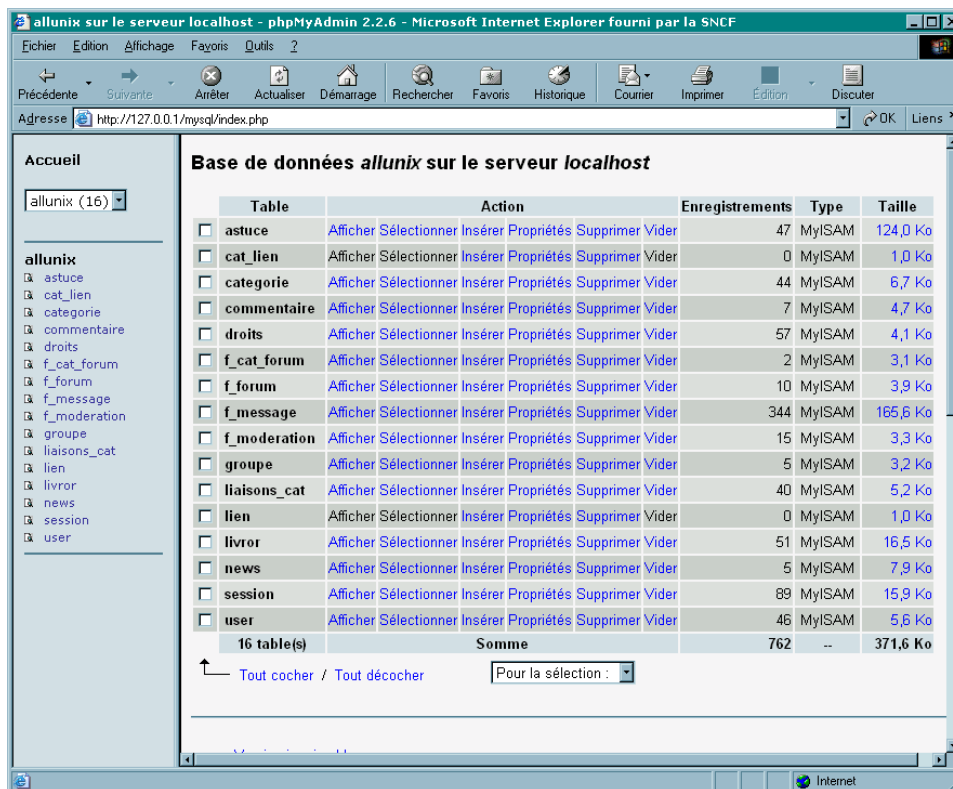 allunix sur le serveur localhost - phpMyAdmin 2.2.6 - Microsoft Internet Explorer fourni par la SNCF
Fichier Edition Affichage Favoris Outils ?
Précédente Suivante Arrêter Actualiser Démarrage Rechercher Favoris Historique Courrier Imprimer Édition Discuter
Adresse http://127.0.0.1/mysql/index.php OK Liens
Accueil
allunix (16)
allunix
astuce
cat_lien
categorie
commentaire
droits
f_cat_forum
f_forum
f_message
f_moderation
groupe
liaisons_cat
lien
livror
news
session
user
Base de données allunix sur le serveur localhost
Table Action Enregistrements Type Taille
astuce Afficher Sélectionner Insérer Propriétés Supprimer Vider 47 MyISAM 124,0 Ko
cat_lien Afficher Sélectionner Insérer Propriétés Supprimer Vider 0 MyISAM 1,0 Ko
categorie Afficher Sélectionner Insérer Propriétés Supprimer Vider 44 MyISAM 6,7 Ko
commentaire Afficher Sélectionner Insérer Propriétés Supprimer Vider 7 MyISAM 4,7 Ko
droits Afficher Sélectionner Insérer Propriétés Supprimer Vider 57 MyISAM 4,1 Ko
f_cat_forum Afficher Sélectionner Insérer Propriétés Supprimer Vider 2 MyISAM 3,1 Ko
f_forum Afficher Sélectionner Insérer Propriétés Supprimer Vider 10 MyISAM 3,9 Ko
f_message Afficher Sélectionner Insérer Propriétés Supprimer Vider 344 MyISAM 165,6 Ko
f_moderation Afficher Sélectionner Insérer Propriétés Supprimer Vider 15 MyISAM 3,3 Ko
groupe Afficher Sélectionner Insérer Propriétés Supprimer Vider 5 MyISAM 3,2 Ko
liaisons_cat Afficher Sélectionner Insérer Propriétés Supprimer Vider 40 MyISAM 5,2 Ko
lien Afficher Sélectionner Insérer Propriétés Supprimer Vider 0 MyISAM 1,0 Ko
livror Afficher Sélectionner Insérer Propriétés Supprimer Vider 51 MyISAM 16,5 Ko
news Afficher Sélectionner Insérer Propriétés Supprimer Vider 5 MyISAM 7,9 Ko
session Afficher Sélectionner Insérer Propriétés Supprimer Vider 89 MyISAM 15,9 Ko
user Afficher Sélectionner Insérer Propriétés Supprimer Vider 46 MyISAM 5,6 Ko
16 table(s) Somme 762 -- 371,6 Ko
Tout cocher / Tout décocher Pour la sélection :
Internet